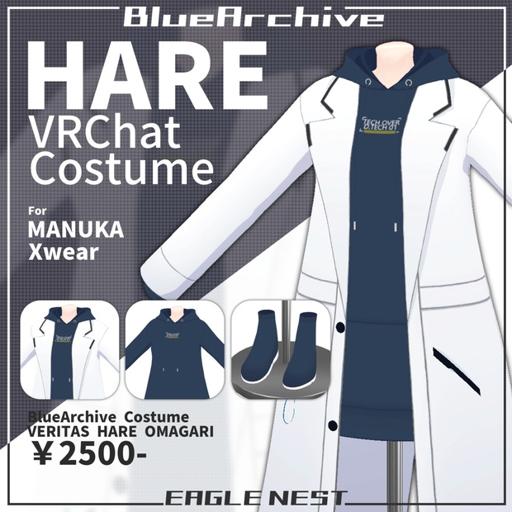 BlueArchive
HARE
VRChat
Costume
For
MANUKA
Xwear
BlueArchive Costume
VERITAS HARE OMAGARI
¥2500-
EAGLE NEST